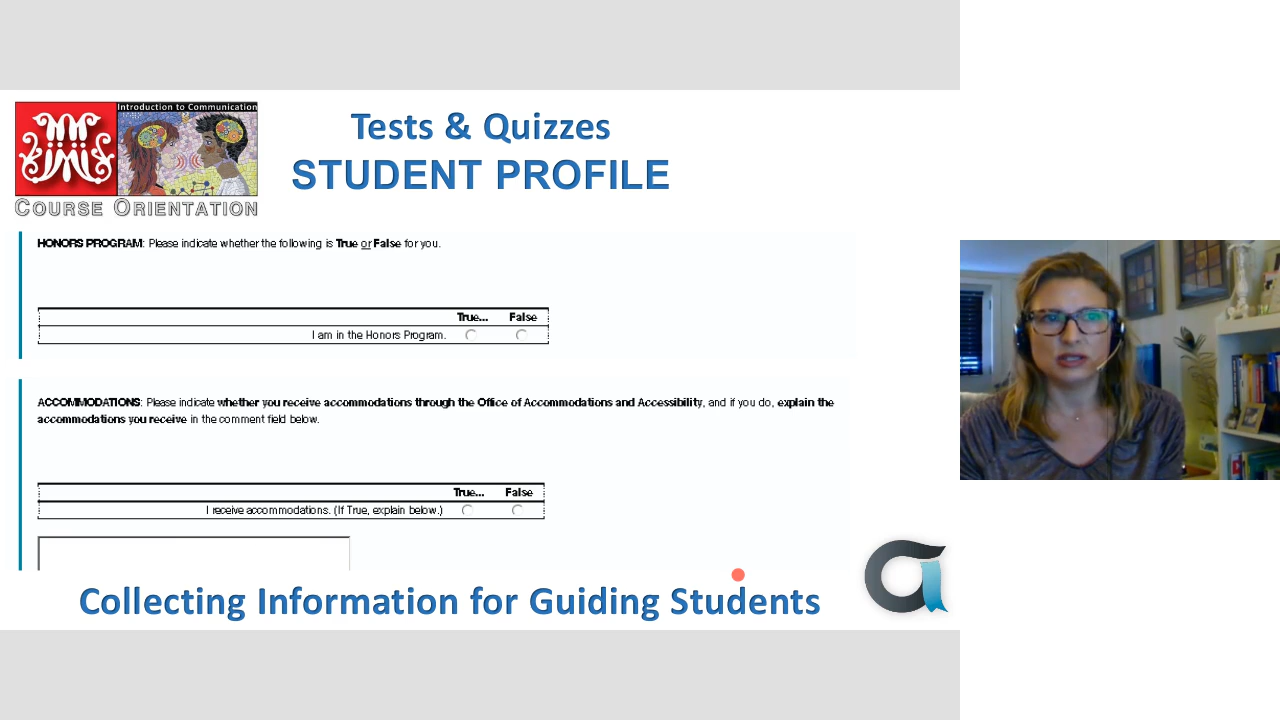 Introduction to Communication
COURSE ORIENTATION
Tests & Quizzes
STUDENT PROFILE
HONORS PROGRAM: Please indicate whether the following is True or False for you.
True... False
I am in the Honors Program.
ACCOMMODATIONS: Please indicate whether you receive accommodations through the Office of Accommodations and Accessibility, and if you do, explain the
accommodations you receive in the comment field below.
True... False
I receive accommodations. (If True, explain below.)
Collecting Information for Guiding Students